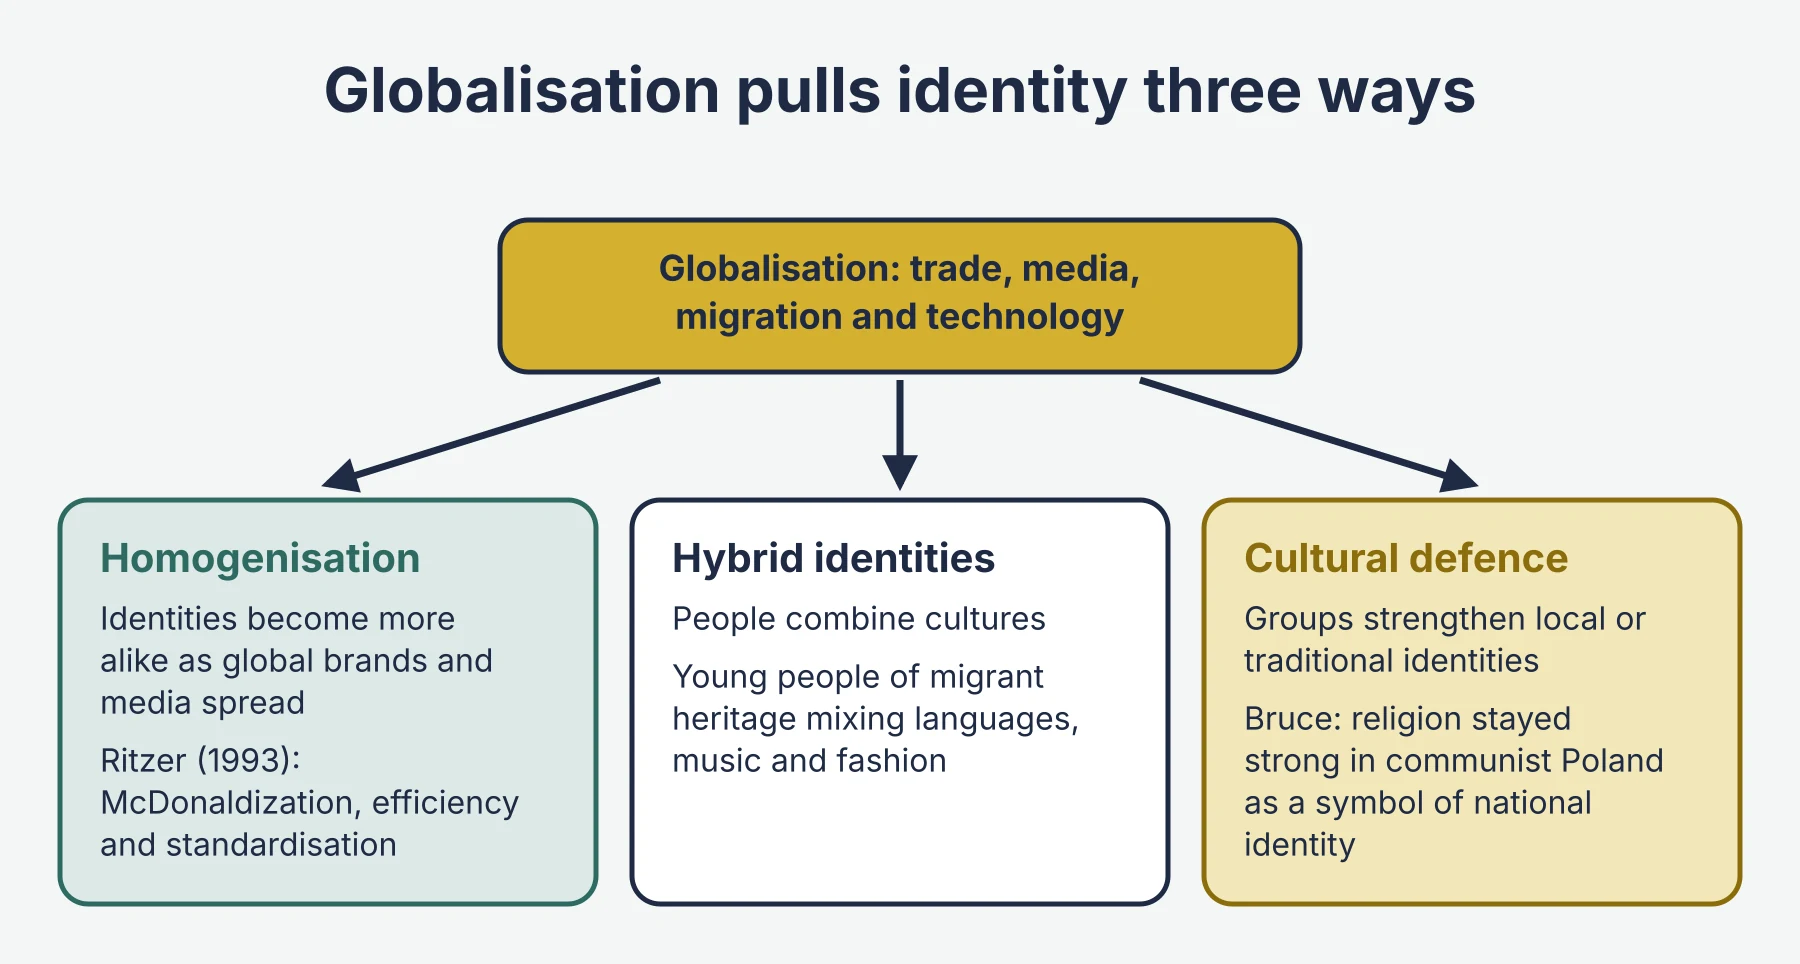 Globalisation pulls identity three ways
Globalisation: trade, media,
migration and technology
Homogenisation
Identities become more
alike as global brands and
media spread
Ritzer (1993):
McDonaldization, efficiency
and standardisation
Hybrid identities
People combine cultures
Young people of migrant
heritage mixing languages,
music and fashion
Cultural defence
Groups strengthen local or
traditional identities
Bruce: religion stayed
strong in communist Poland
as a symbol of national
identity